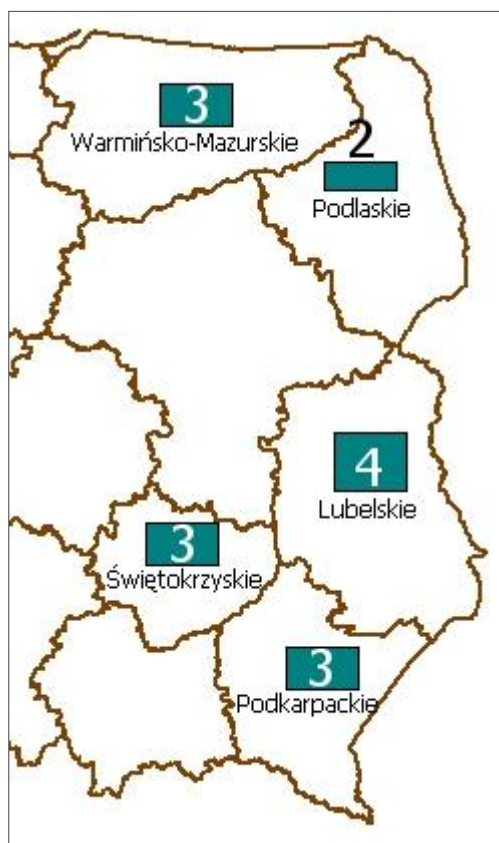 3
Warmińsko-Mazurskie
2
Podlaskie
4
Lubelskie
3
Świętokrzyskie
3
Podkarpackie